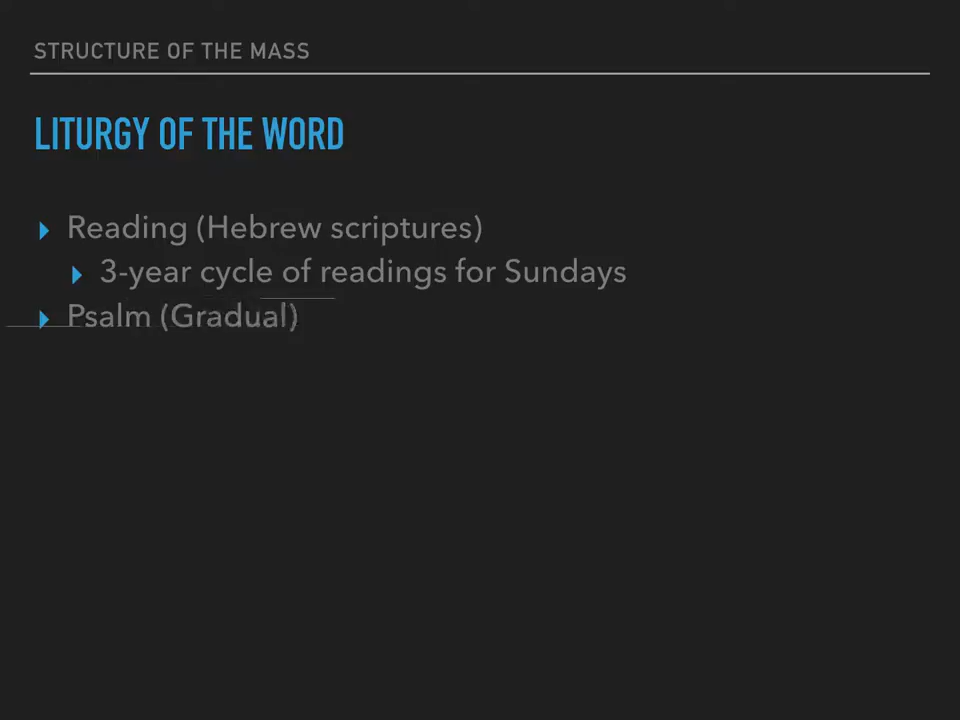 STRUCTURE OF THE MASS
LITURGY OF THE WORD
Reading (Hebrew scriptures)
3-year cycle of readings for Sundays
Psalm (Gradual)